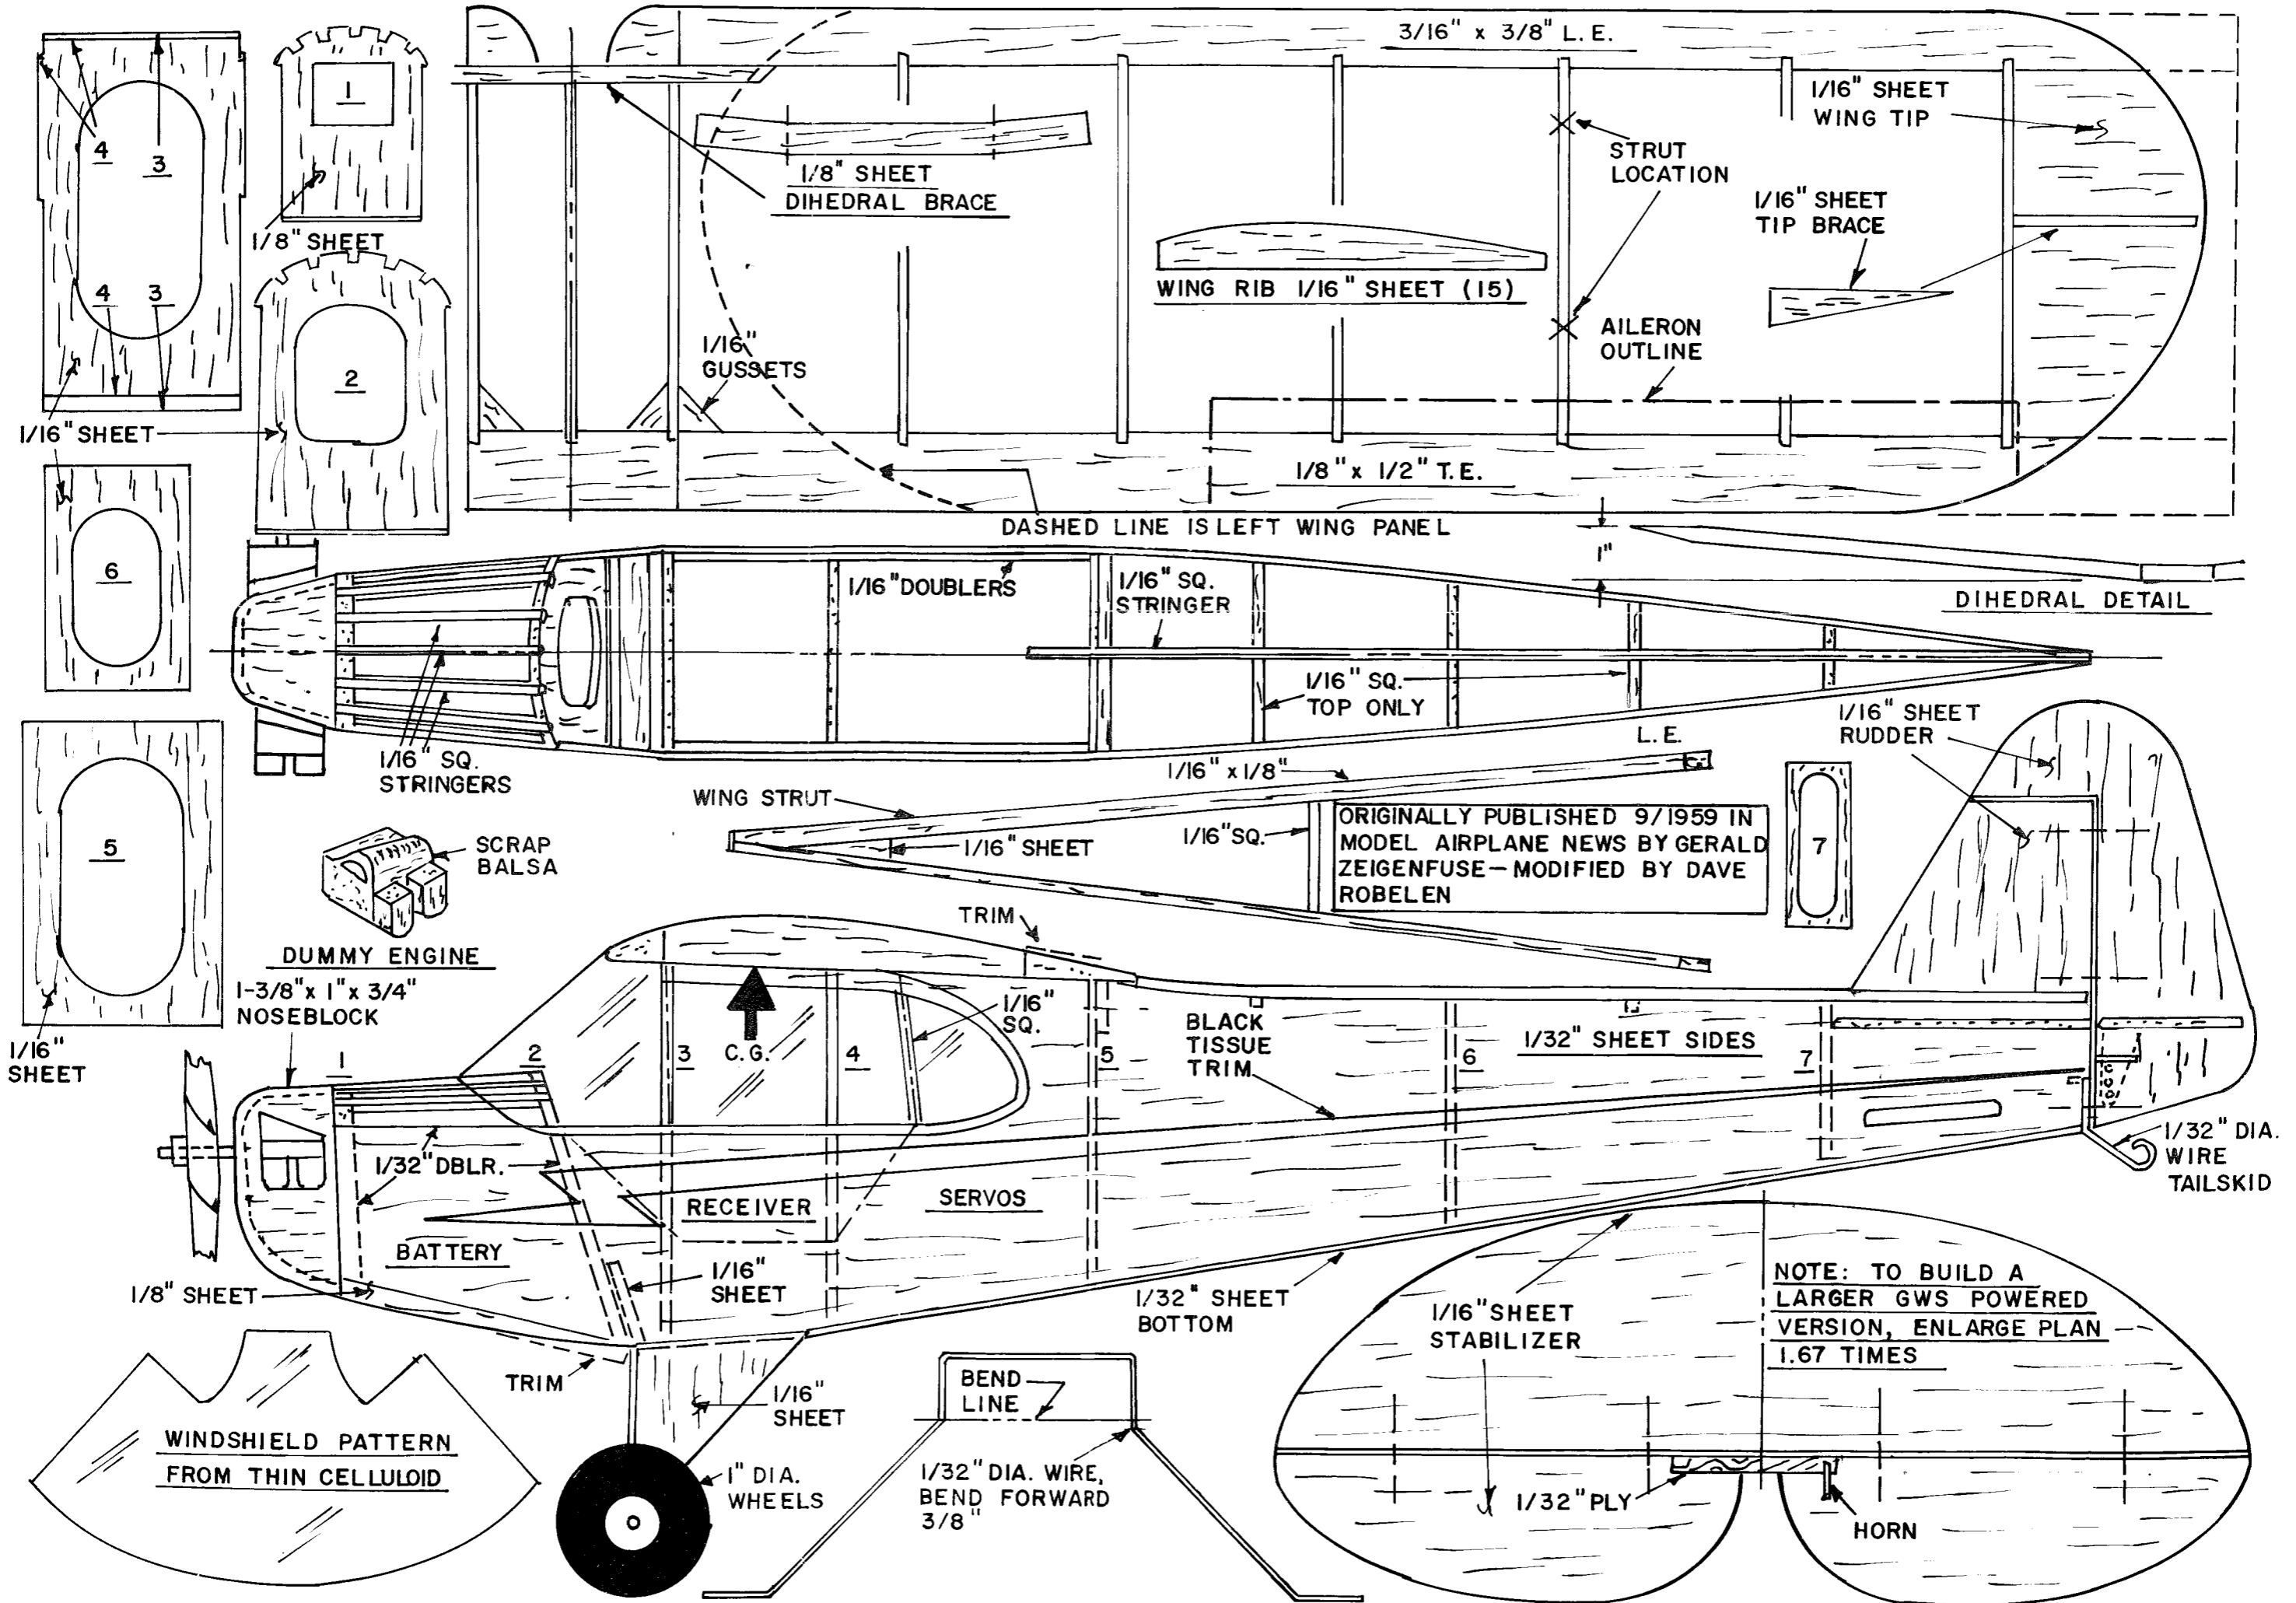 3/16" x 3/8" L.E.
1
4
3
1/8" SHEET
4
3
2
1/16" SHEET
1/8" SHEET
DIHEDRAL BRACE
1/16"
GUSSETS
WING RIB 1/16" SHEET (15)
STRUT
LOCATION
1/16" SHEET
WING TIP
1/16" SHEET
TIP BRACE
AILERON
OUTLINE
1/8" x 1/2" T.E.
DASHED LINE IS LEFT WING PANEL
1"
DIHEDRAL DETAIL
6
1/16" DOUBLERS
1/16" SQ.
STRINGER
1/16" SQ.
TOP ONLY
1/16" SQ.
STRINGERS
5
1/16"
SHEET
SCRAP
BALSA
DUMMY ENGINE
WING STRUT
1/16" x 1/8"
L.E.
1/16" SHEET
1/16" SQ.
ORIGINALLY PUBLISHED 9/1959 IN
MODEL AIRPLANE NEWS BY GERALD
ZEIGENFUSE—MODIFIED BY DAVE
ROBELEN
7
1/16" SHEET
RUDDER
1-3/8" x 1" x 3/4"
NOSEBLOCK
TRIM
1
2
3
C.G.
4
1/16"
SQ.
5
BLACK
TISSUE
TRIM
6
1/32" SHEET SIDES
7
1/32" DBLR.
RECEIVER
SERVOS
BATTERY
1/8" SHEET
1/16"
SHEET
1/32" SHEET
BOTTOM
1/32" DIA.
WIRE
TAILSKID
TRIM
1/16"
SHEET
1" DIA.
WHEELS
WINDSHIELD PATTERN
FROM THIN CELLULOID
BEND
LINE
1/32" DIA. WIRE,
BEND FORWARD
3/8"
1/16" SHEET
STABILIZER
NOTE: TO BUILD A
LARGER GWS POWERED
VERSION, ENLARGE PLAN
1.67 TIMES
1/32" PLY
HORN